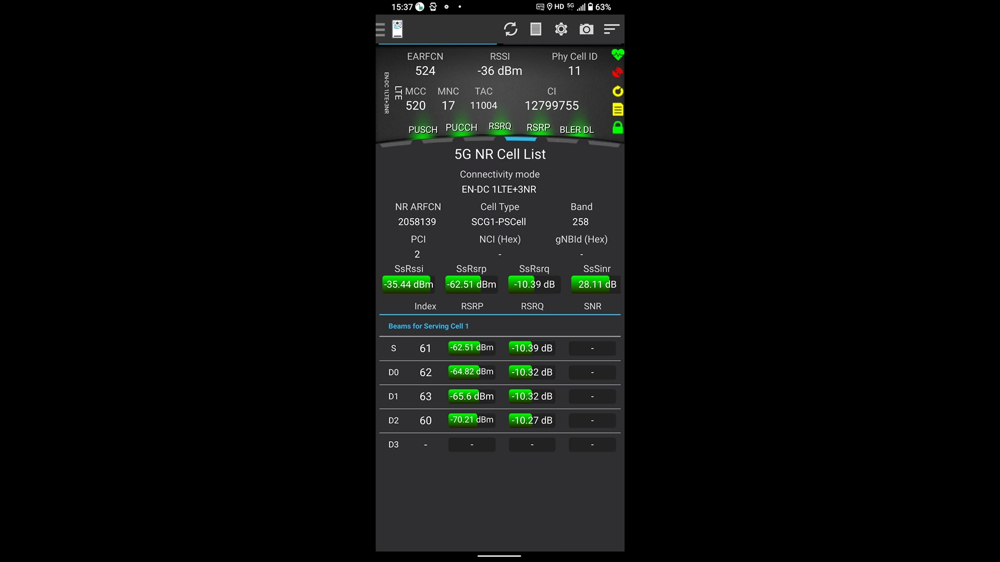 15:37 HD 5G 63%
EARFCN RSSI Phy Cell ID
524 -36 dBm 11
EN-DC 1LTE+3NR
LTE
MCC MNC TAC CI
520 17 11004 12799755
PUSCH PUCCH RSRQ RSRP BLER DL
5G NR Cell List
Connectivity mode
EN-DC 1LTE+3NR
NR ARFCN Cell Type Band
2058139 SCG1-PSCell 258
PCI NCI (Hex) gNBId (Hex)
2 - -
SsRssi SsRsrp SsRsrq SsSinr
-35.44 dBm -62.51 dBm -10.39 dB 28.11 dB
Index RSRP RSRQ SNR
Beams for Serving Cell 1
S 61 -62.51 dBm -10.39 dB -
D0 62 -64.82 dBm -10.32 dB -
D1 63 -65.6 dBm -10.32 dB -
D2 60 -70.21 dBm -10.27 dB -
D3 - - - -